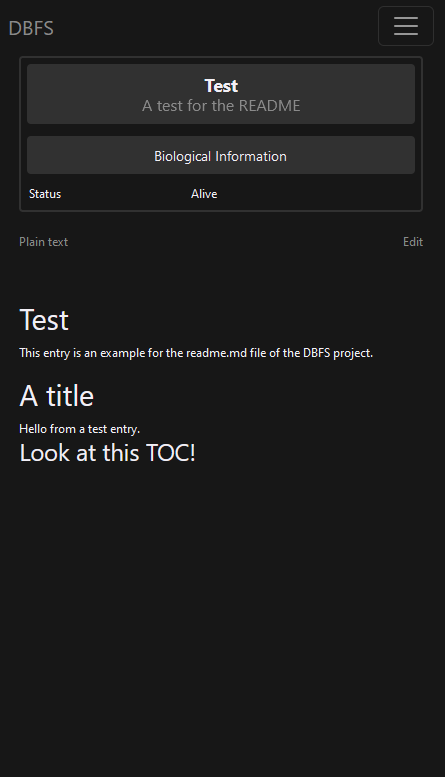 DBFS
Test
A test for the README
Biological Information
Status Alive
Plain text Edit
Test
This entry is an example for the readme.md file of the DBFS project.
A title
Hello from a test entry.
Look at this TOC!